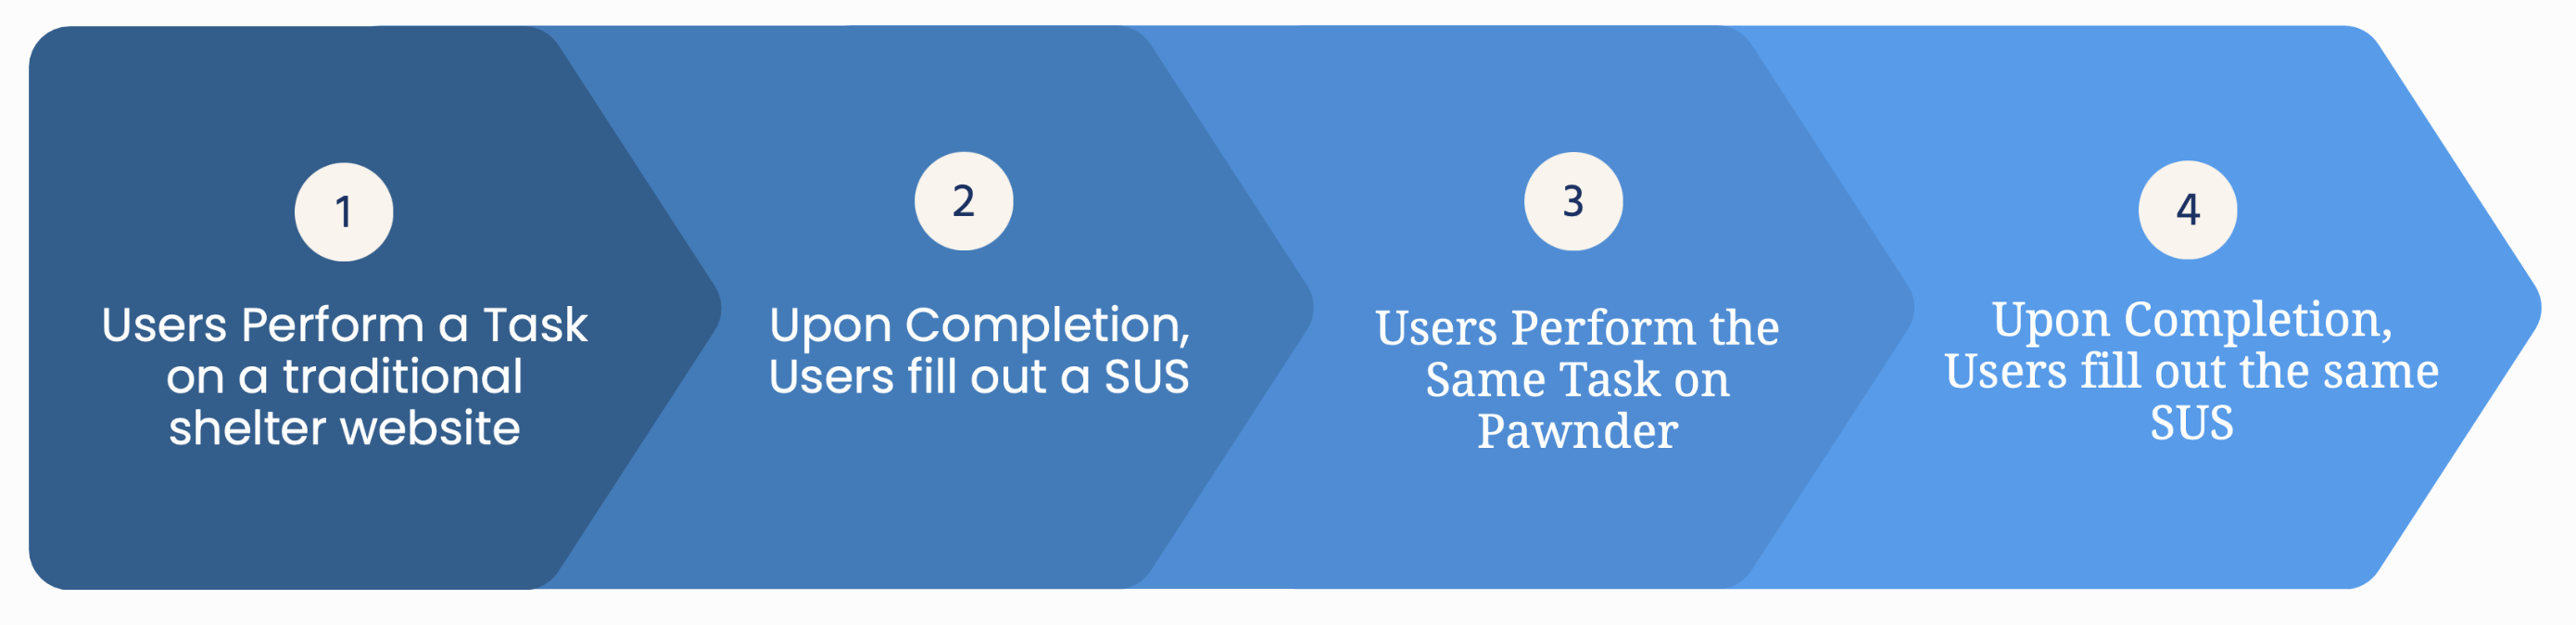 1
Users Perform a Task
on a traditional
shelter website
2
Upon Completion,
Users fill out a SUS
3
Users Perform the
Same Task on
Pawnder
4
Upon Completion,
Users fill out the same
SUS